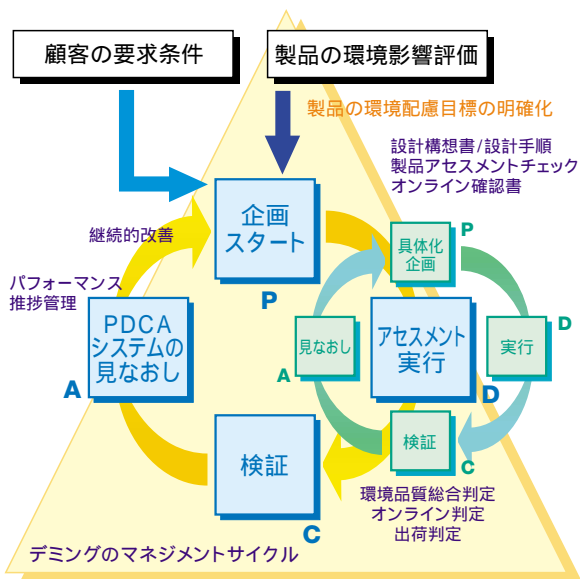 顧客の要求条件
製品の環境影響評価
製品の環境配慮目標の明確化
設計構想書/設計手順
製品アセスメントチェック
オンライン確認書
企画
スタート
P
継続的改善
具体化
企画
P
パフォーマンス
推捗管理
PDCA
システムの
見なおし
A
見なおし
A
アセスメント
実行
D
実行
D
検証
C
検証
C
環境品質総合判定
オンライン判定
出荷判定
デミングのマネジメントサイクル